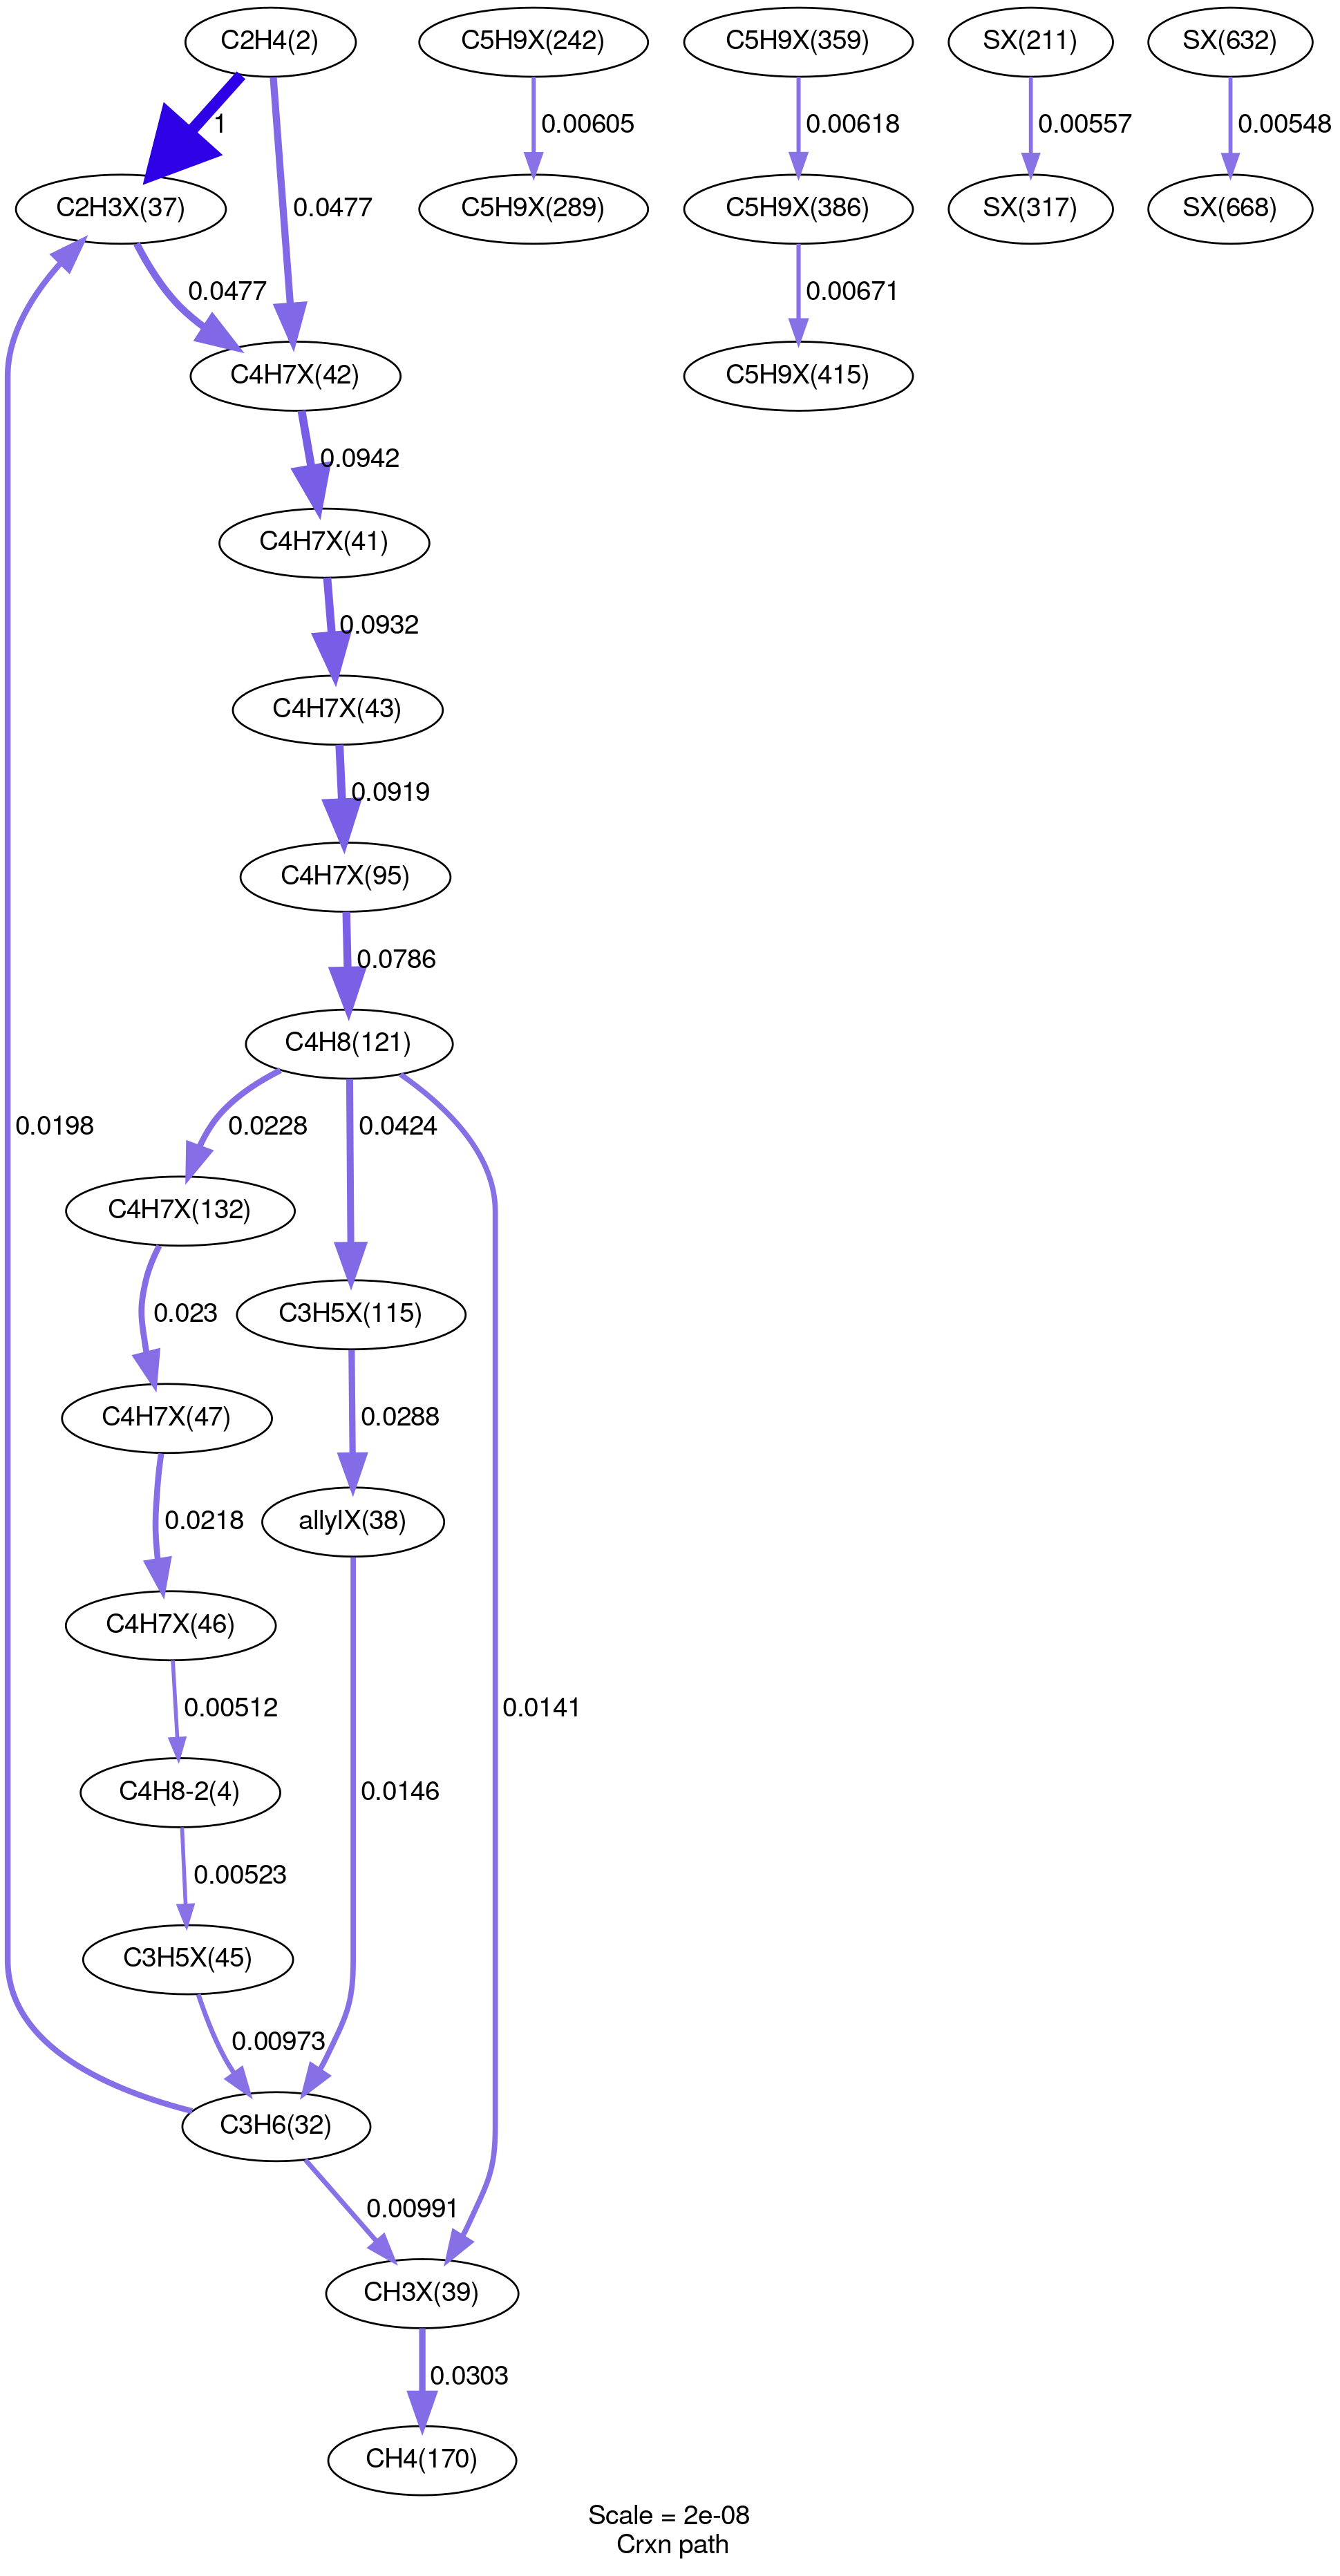 C2H4(2)
C5H9X(242)
C5H9X(359)
SX(211)
SX(632)
1
0.00605
0.00618
0.00557
0.00548
C2H3X(37)
C5H9X(289)
C5H9X(386)
SX(317)
SX(668)
0.0477
0.0477
0.00671
C4H7X(42)
C5H9X(415)
0.0942
C4H7X(41)
0.0932
C4H7X(43)
0.0919
C4H7X(95)
0.0786
C4H8(121)
0.0198
0.0228
0.0424
C4H7X(132)
0.023
C3H5X(115)
C4H7X(47)
0.0288
0.0218
allylX(38)
C4H7X(46)
0.00512
0.0141
C4H8-2(4)
0.0146
0.00523
C3H5X(45)
0.00973
C3H6(32)
0.00991
CH3X(39)
0.0303
CH4(170)
Scale = 2e-08
Crxn path